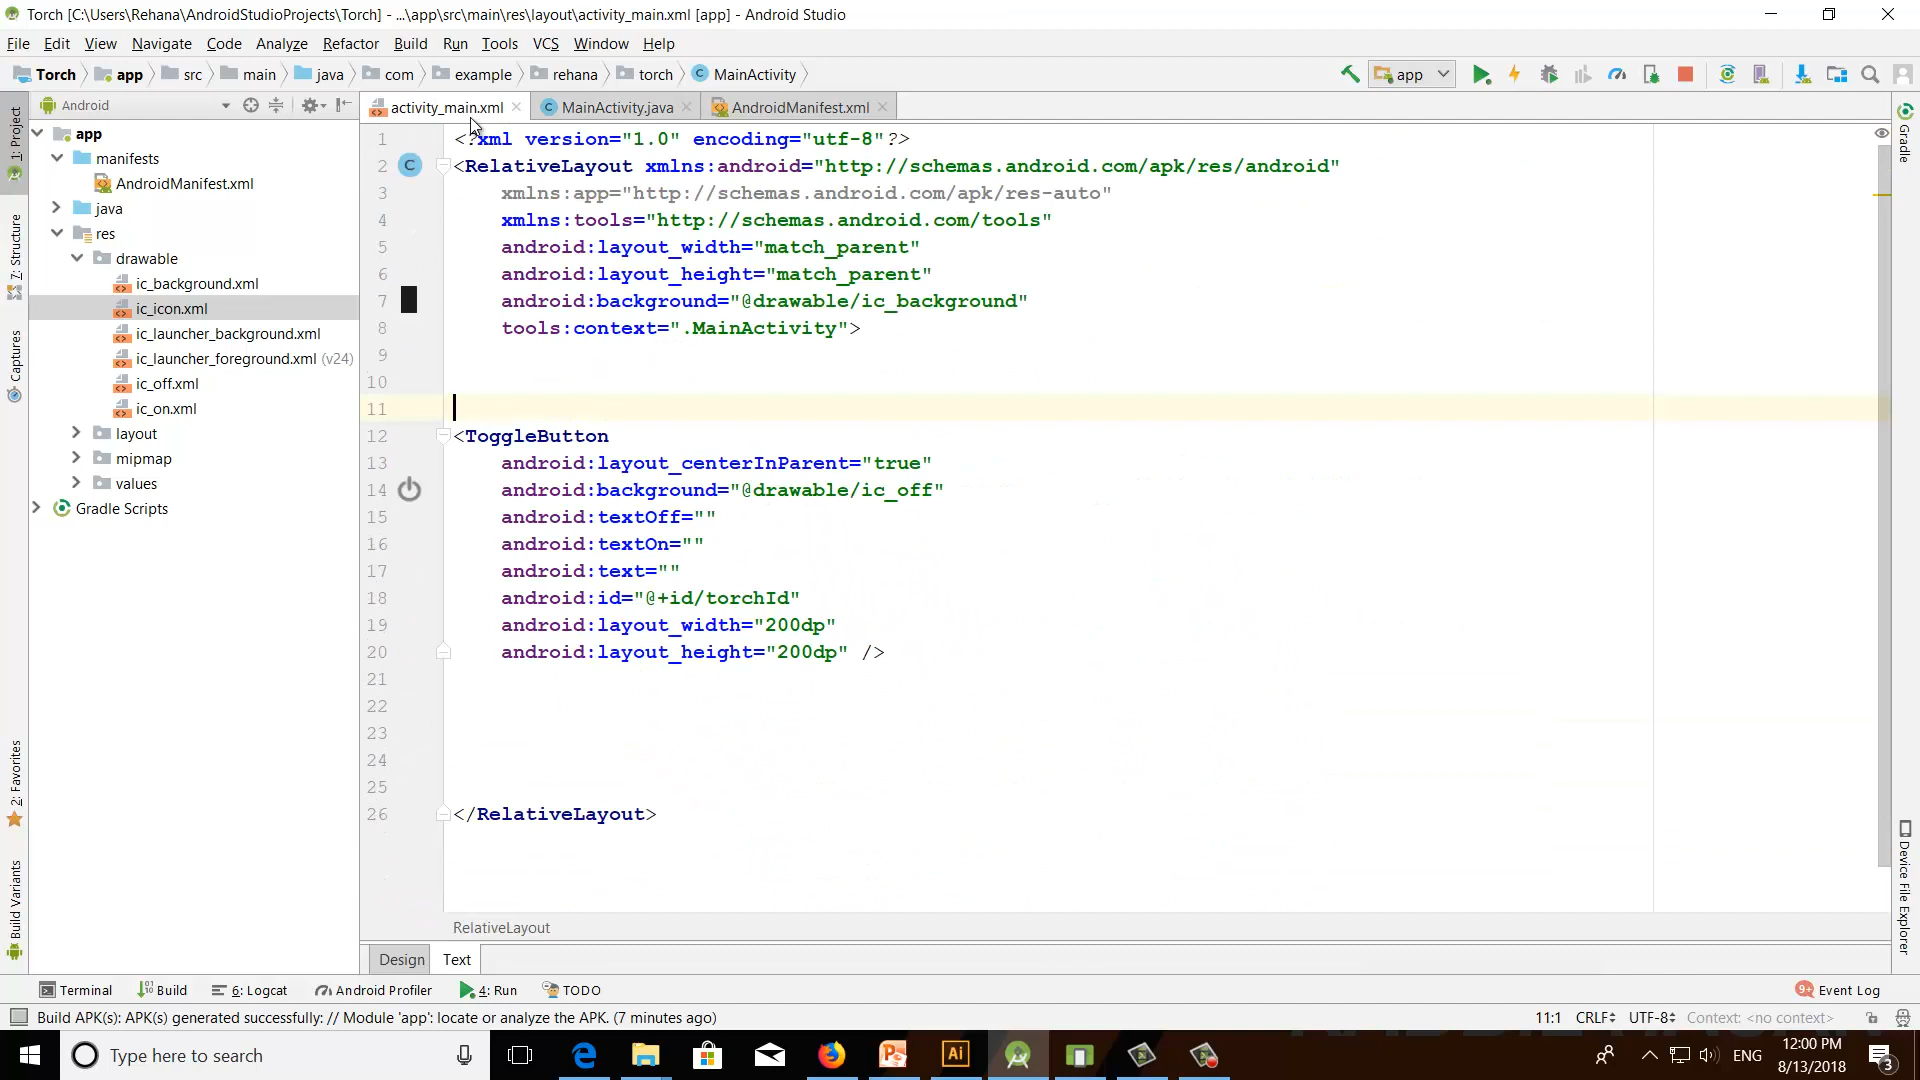 Torch [C:\Users\Rehana\AndroidStudioProjects\Torch] - ...\app\src\main\res\layout\activity_main.xml [app] - Android Studio
File Edit View Navigate Code Analyze Refactor Build Run Tools VCS Window Help
Torch app src main java com example rehana torch MainActivity
app
1: Project
7: Structure
Captures
2: Favorites
Build Variants
Android
app
manifests
AndroidManifest.xml
java
res
drawable
ic_background.xml
ic_icon.xml
ic_launcher_background.xml
ic_launcher_foreground.xml (v24)
ic_off.xml
ic_on.xml
layout
mipmap
values
Gradle Scripts
activity_main.xml MainActivity.java AndroidManifest.xml
1 <?xml version="1.0" encoding="utf-8"?>
2 <RelativeLayout xmlns:android="http://schemas.android.com/apk/res/android"
3 xmlns:app="http://schemas.android.com/apk/res-auto"
4 xmlns:tools="http://schemas.android.com/tools"
5 android:layout_width="match_parent"
6 android:layout_height="match_parent"
7 android:background="@drawable/ic_background"
8 tools:context=".MainActivity">
9
10
11
12 <ToggleButton
13 android:layout_centerInParent="true"
14 android:background="@drawable/ic_off"
15 android:textOff=""
16 android:textOn=""
17 android:text=""
18 android:id="@+id/torchId"
19 android:layout_width="200dp"
20 android:layout_height="200dp" />
21
22
23
24
25
26 </RelativeLayout>
RelativeLayout
Design Text
Gradle
Device File Explorer
Terminal Build 6: Logcat Android Profiler 4: Run TODO 9+ Event Log
Build APK(s): APK(s) generated successfully: // Module 'app': locate or analyze the APK. (7 minutes ago) 11:1 CRLF UTF-8 Context: <no context>
Type here to search
ENG
12:00 PM
8/13/2018
3